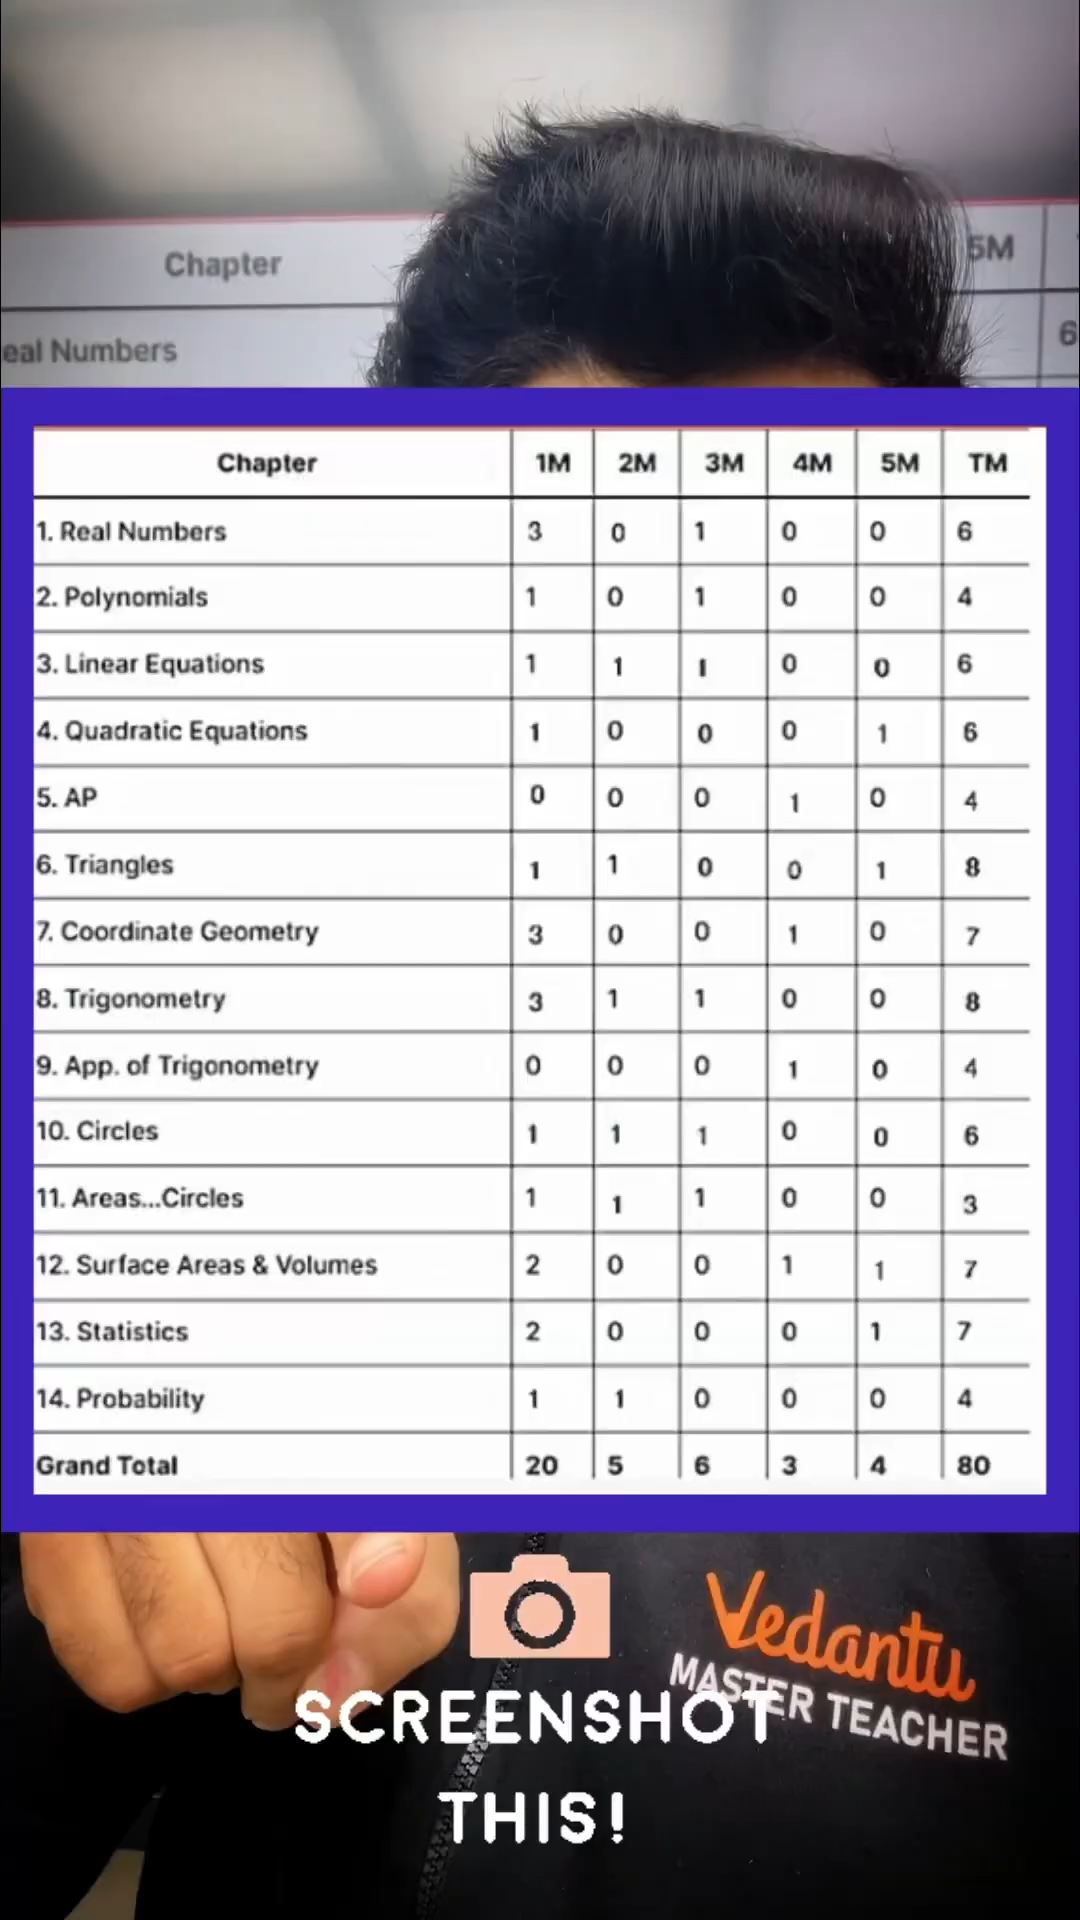 Chapter 5M
eal Numbers 6
Chapter 1M 2M 3M 4M 5M TM
1. Real Numbers 3 0 1 0 0 6
2. Polynomials 1 0 1 0 0 4
3. Linear Equations 1 1 1 0 0 6
4. Quadratic Equations 1 0 0 0 1 6
5. AP 0 0 0 1 0 4
6. Triangles 1 1 0 0 1 8
7. Coordinate Geometry 3 0 0 1 0 7
8. Trigonometry 3 1 1 0 0 8
9. App. of Trigonometry 0 0 0 1 0 4
10. Circles 1 1 1 0 0 6
11. Areas...Circles 1 1 1 0 0 3
12. Surface Areas & Volumes 2 0 0 1 1 7
13. Statistics 2 0 0 0 1 7
14. Probability 1 1 0 0 0 4
Grand Total 20 5 6 3 4 80
Vedantu
MASTER TEACHER
SCREENSHOT
THIS!